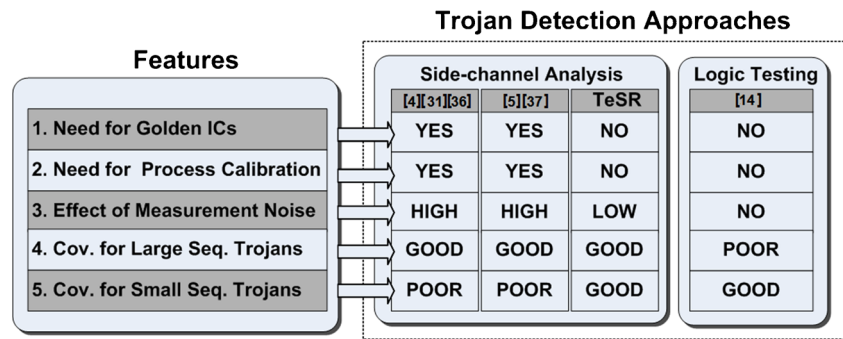 Trojan Detection Approaches
Features
Side-channel Analysis
Logic Testing
[4][31][36] [5][37] TeSR [14]
1. Need for Golden ICs YES YES NO NO
2. Need for Process Calibration YES YES NO NO
3. Effect of Measurement Noise HIGH HIGH LOW NO
4. Cov. for Large Seq. Trojans GOOD GOOD GOOD POOR
5. Cov. for Small Seq. Trojans POOR POOR GOOD GOOD